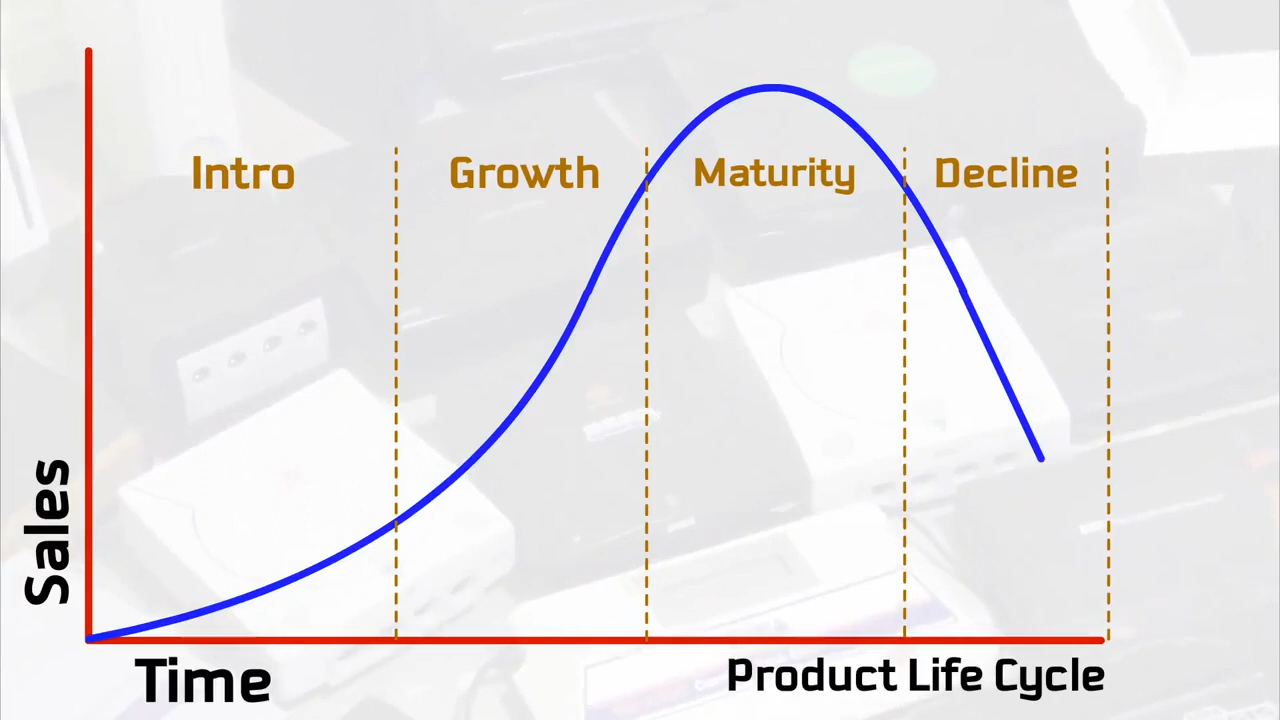 Intro
Growth
Maturity
Decline
Sales
Time
Product Life Cycle